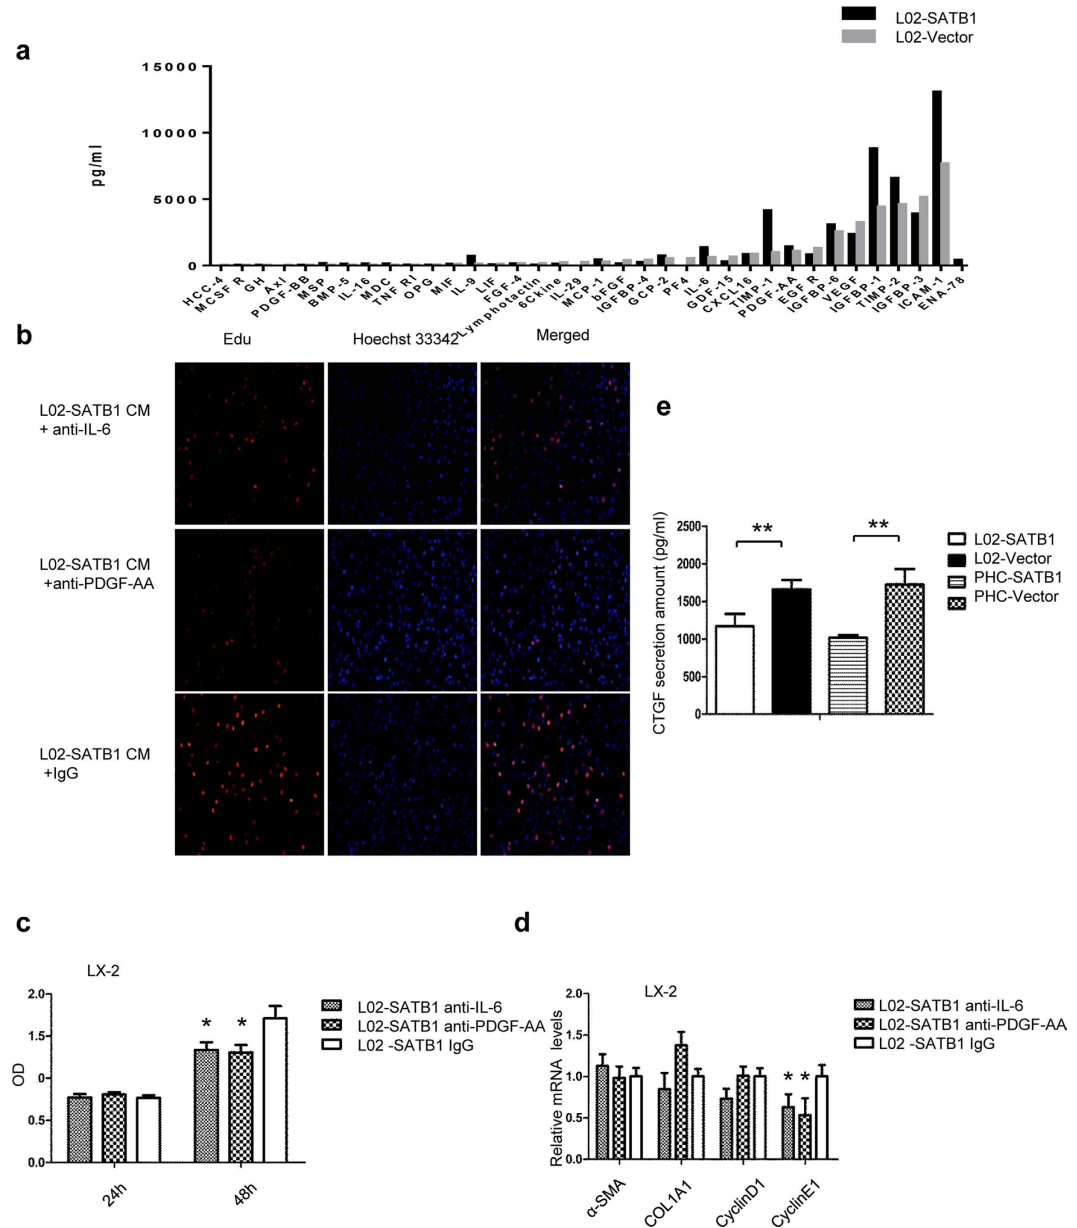 L02-SATB1
L02-Vector
a
15000
10000
5000
0
pg/ml
HCC-4
MCSF R
GH
AXI
PDGF-BB
MSP
BMP-5
IL-16
MDC
TNF RI
OPG
MIF
IL-9
LIF
FGF-4
Lymphotactin
6Ckine
IL-29
MCP-1
bFGF
IGFBP-4
GCP-2
PF4
IL-6
GDF-15
CXCL16
TIMP-1
PDGF-AA
EGF R
IGFBP-6
VEGF
IGFBP-1
TIMP-2
IGFBP-3
ICAM-1
ENA-78
b
Edu
Hoechst 33342
Merged
L02-SATB1 CM
+ anti-IL-6
L02-SATB1 CM
+anti-PDGF-AA
L02-SATB1 CM
+IgG
e
CTGF secretion amount (pg/ml)
2500
2000
1500
1000
500
0
**
**
L02-SATB1
L02-Vector
PHC-SATB1
PHC-Vector
c
LX-2
OD
2.0
1.5
0
0.5
0.0
*
*
24h
48h
L02-SATB1 anti-IL-6
L02-SATB1 anti-PDGF-AA
L02 -SATB1 IgG
d
LX-2
Relative mRNA levels
2.0
1.5
1.0
0.5
0.0
* *
α-SMA
COL1A1
CyclinD1
CyclinE1
L02-SATB1 anti-IL-6
L02-SATB1 anti-PDGF-AA
L02 -SATB1 IgG